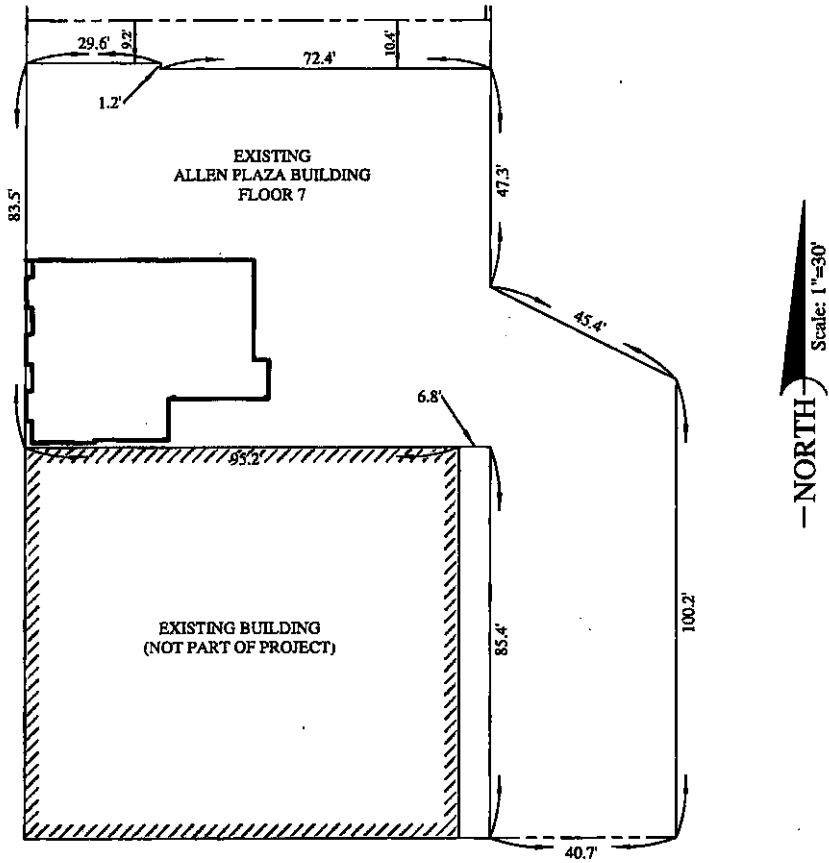 9.2'
10.4'
29.6'
72.4'
1.2'
EXISTING
ALLEN PLAZA BUILDING
FLOOR 7
47.3'
83.5'
45.4'
Scale: 1"=30'
NORTH
6.8'
95.2'
EXISTING BUILDING
(NOT PART OF PROJECT)
85.4'
100.2'
40.7'